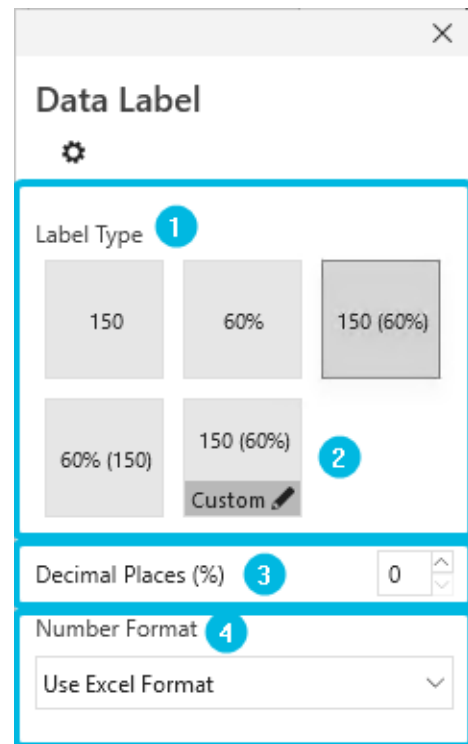 Data Label
Label Type 1
150 60% 150 (60%)
60% (150) 150 (60%) 2
Custom
Decimal Places (%) 3 0
Number Format 4
Use Excel Format